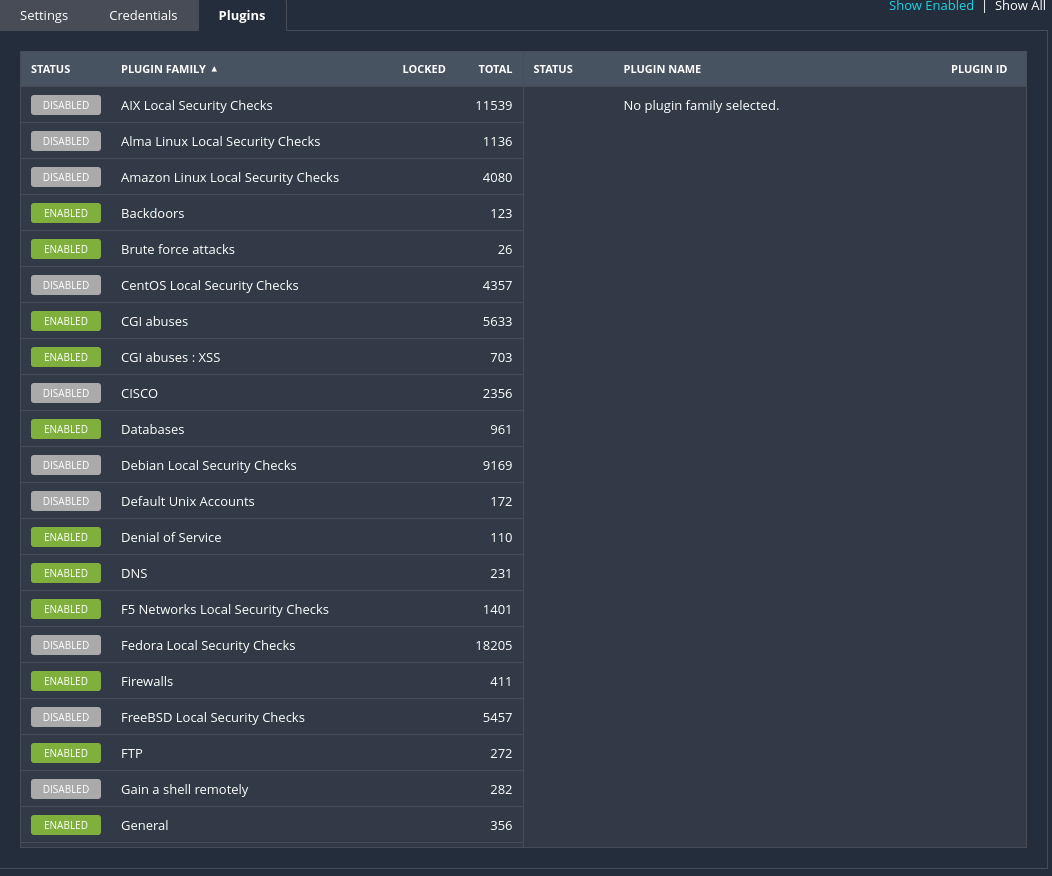 Settings Credentials Plugins Show Enabled | Show All
STATUS PLUGIN FAMILY ▲ LOCKED TOTAL STATUS PLUGIN NAME PLUGIN ID
DISABLED AIX Local Security Checks 11539 No plugin family selected.
DISABLED Alma Linux Local Security Checks 1136
DISABLED Amazon Linux Local Security Checks 4080
ENABLED Backdoors 123
ENABLED Brute force attacks 26
DISABLED CentOS Local Security Checks 4357
ENABLED CGI abuses 5633
ENABLED CGI abuses : XSS 703
DISABLED CISCO 2356
ENABLED Databases 961
DISABLED Debian Local Security Checks 9169
DISABLED Default Unix Accounts 172
ENABLED Denial of Service 110
ENABLED DNS 231
ENABLED F5 Networks Local Security Checks 1401
DISABLED Fedora Local Security Checks 18205
ENABLED Firewalls 411
DISABLED FreeBSD Local Security Checks 5457
ENABLED FTP 272
DISABLED Gain a shell remotely 282
ENABLED General 356